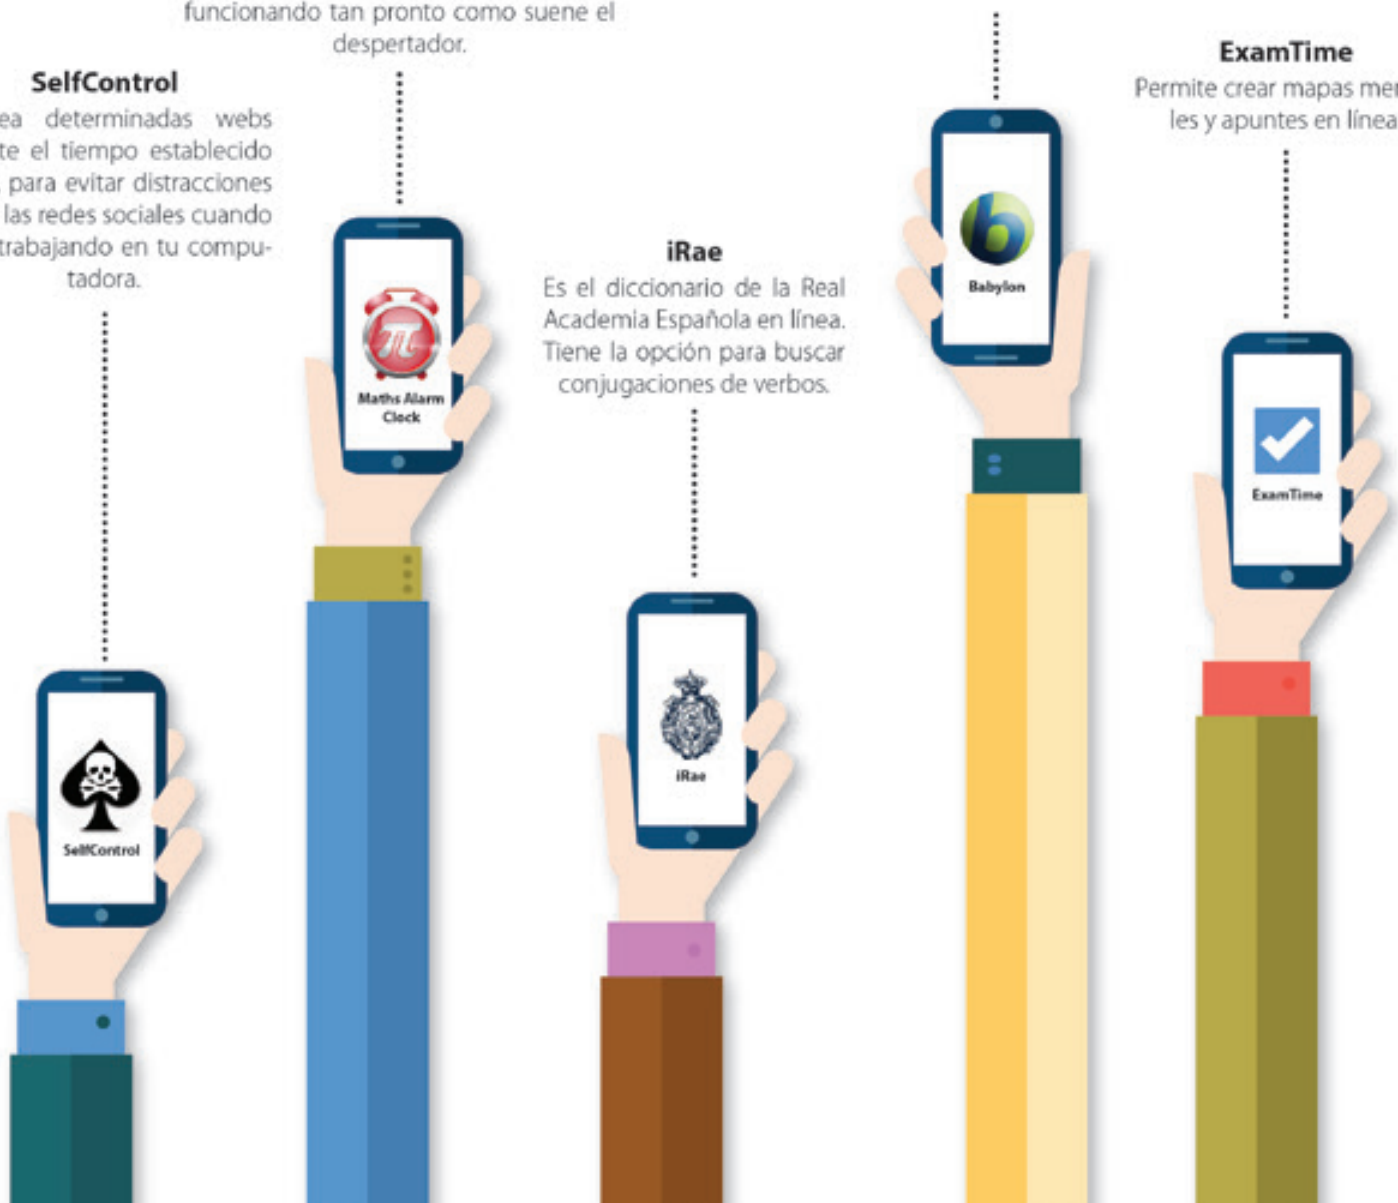 funcionando tan pronto como suene el
despertador.
SelfControl
ea determinadas webs
te el tiempo establecido
para evitar distracciones
las redes sociales cuando
trabajando en tu compu-
tadora.
SelfControl
Maths Alarm
Clock
iRae
Es el diccionario de la Real
Academia Española en línea.
Tiene la opción para buscar
conjugaciones de verbos.
iRae
b
Babylon
ExamTime
Permite crear mapas men
les y apuntes en línea
ExamTime